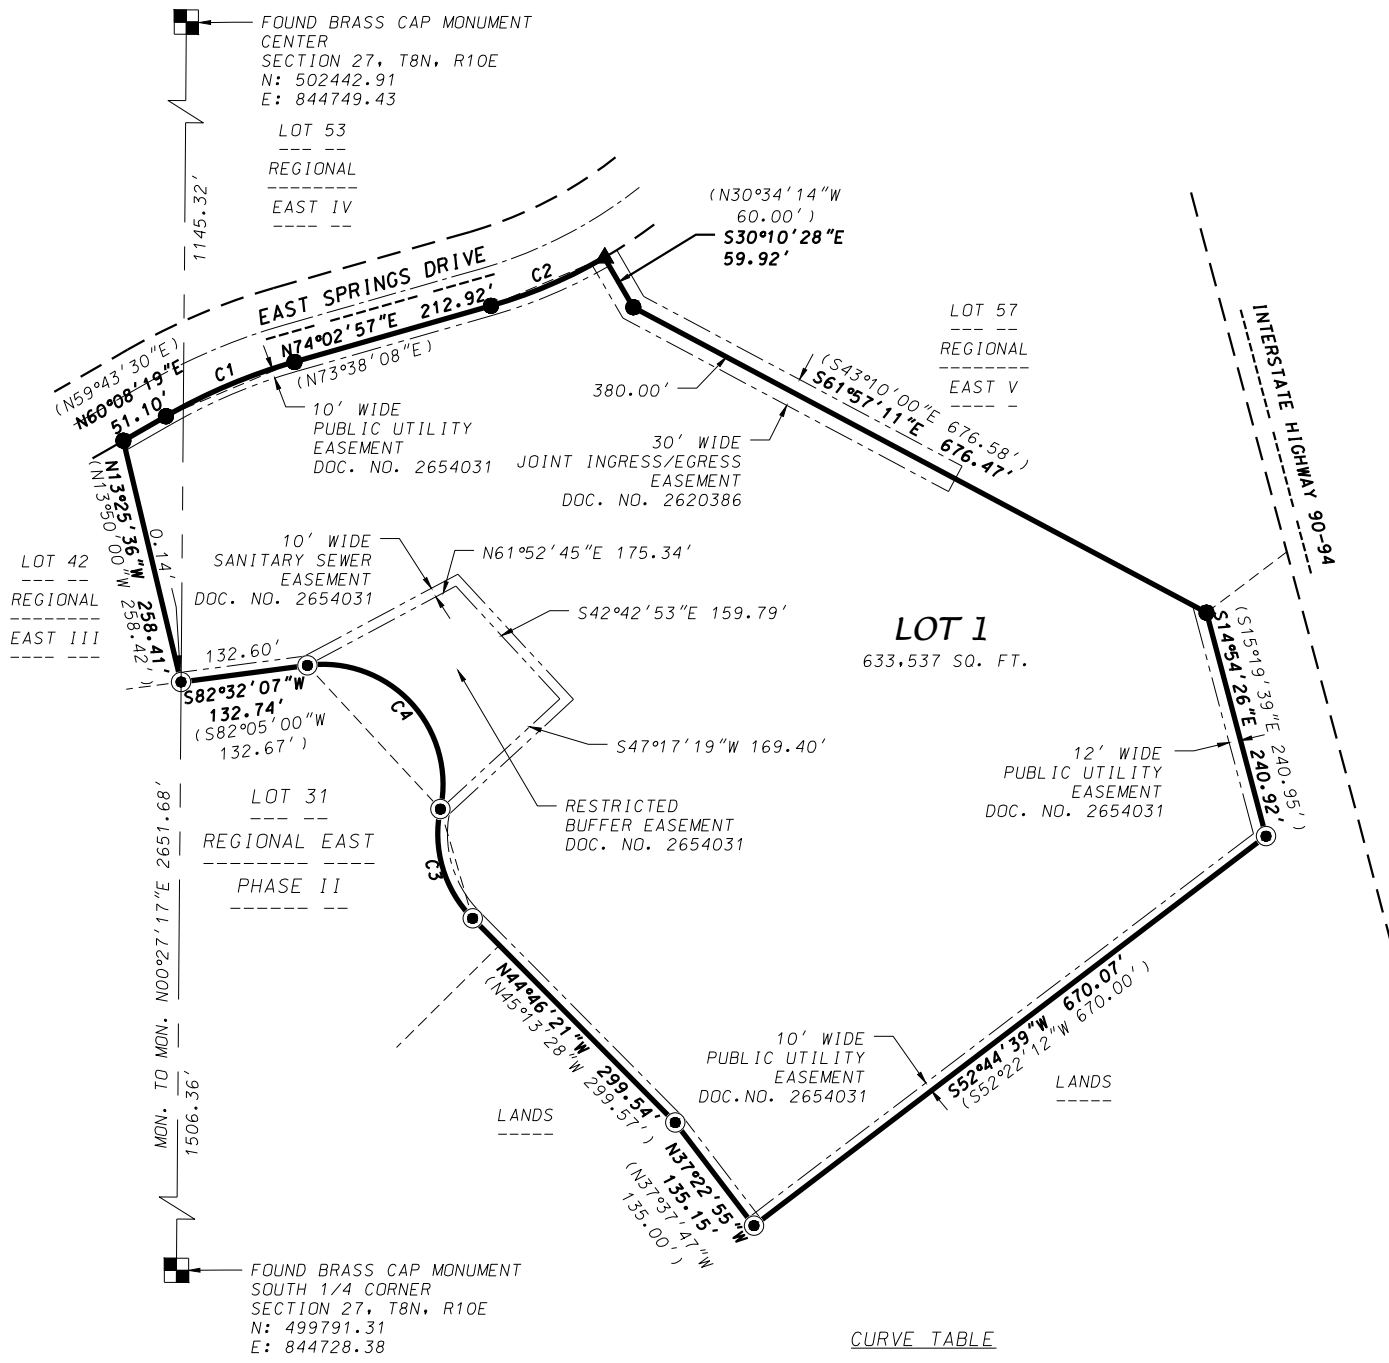 FOUND BRASS CAP MONUMENT
CENTER
SECTION 27, T8N, R10E
N: 502442.91
E: 844749.43
LOT 53
REGIONAL
EAST IV
1145.32'
(N30°34'14"W
60.00')
S30°10'28"E
59.92'
EAST SPRINGS DRIVE
C2
N74°02'57"E 212.92'
(N73°38'08"E)
C1
(N59°43'30"E)
N60°08'19"E
51.10'
LOT 57
REGIONAL
EAST V
INTERSTATE HIGHWAY 90-94
380.00'
(S43°10'00"E 676.58')
S61°57'11"E 676.47'
10' WIDE
PUBLIC UTILITY
EASEMENT
DOC. NO. 2654031
30' WIDE
JOINT INGRESS/EGRESS
EASEMENT
DOC. NO. 2620386
N13°25'36"W 258.41'
(N13°50'00"W 258.42')
0.14'
LOT 42
REGIONAL
EAST III
10' WIDE
SANITARY SEWER
EASEMENT
DOC. NO. 2654031
N61°52'45"E 175.34'
S42°42'53"E 159.79'
LOT 1
633,537 SQ. FT.
132.60'
S82°32'07"W
132.74'
(S82°05'00"W
132.67')
C4
S47°17'19"W 169.40'
S14°54'26"E 240.92'
(S15°19'39"E 240.95')
12' WIDE
PUBLIC UTILITY
EASEMENT
DOC. NO. 2654031
RESTRICTED
BUFFER EASEMENT
DOC. NO. 2654031
LOT 31
REGIONAL EAST
PHASE II
C3
MON. TO MON. N00°27'17"E 2651.68'
1506.36'
N44°46'21"W 299.54'
(N45°13'28"W 299.57')
LANDS
10' WIDE
PUBLIC UTILITY
EASEMENT
DOC.NO. 2654031
S52°44'39"W 670.07'
(S52°22'12"W 670.00')
LANDS
N37°22'55"W
135.15'
(N37°37'47"W
135.00')
FOUND BRASS CAP MONUMENT
SOUTH 1/4 CORNER
SECTION 27, T8N, R10E
N: 499791.31
E: 844728.38
CURVE TABLE